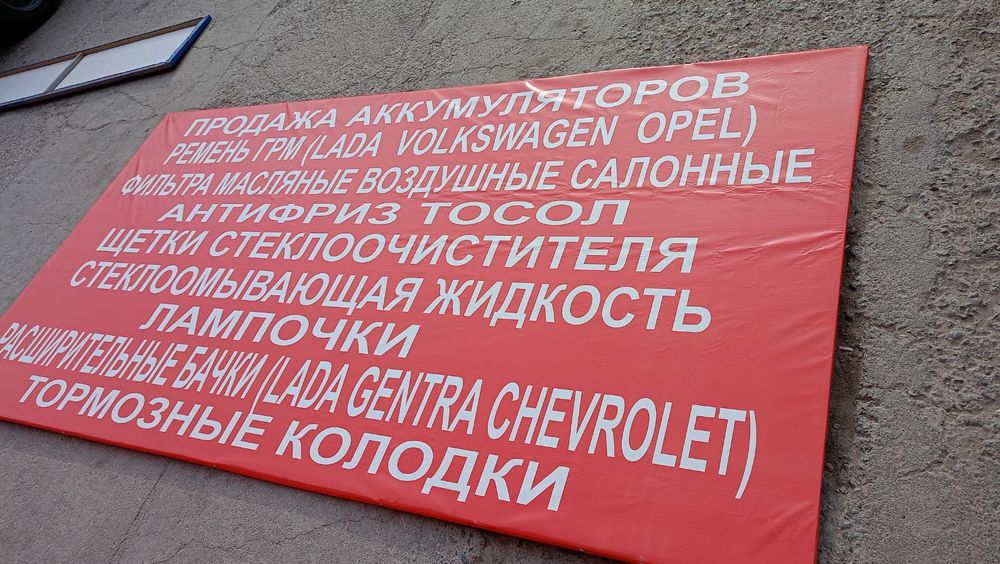 ПРОДАЖА АККУМУЛЯТОРОВ
РЕМЕНЬ ГРМ (LADA VOLKSWAGEN OPEL)
ФИЛЬТРА МАСЛЯНЫЕ ВОЗДУШНЫЕ САЛОННЫЕ
АНТИФРИЗ ТОСОЛ
ЩЕТКИ СТЕКЛООЧИСТИТЕЛЯ
СТЕКЛООМЫВАЮЩАЯ ЖИДКОСТЬ
ЛАМПОЧКИ
РАСШИРИТЕЛЬНЫЕ БАЧКИ (LADA GENTRA CHEVROLET)
ТОРМОЗНЫЕ КОЛОДКИ